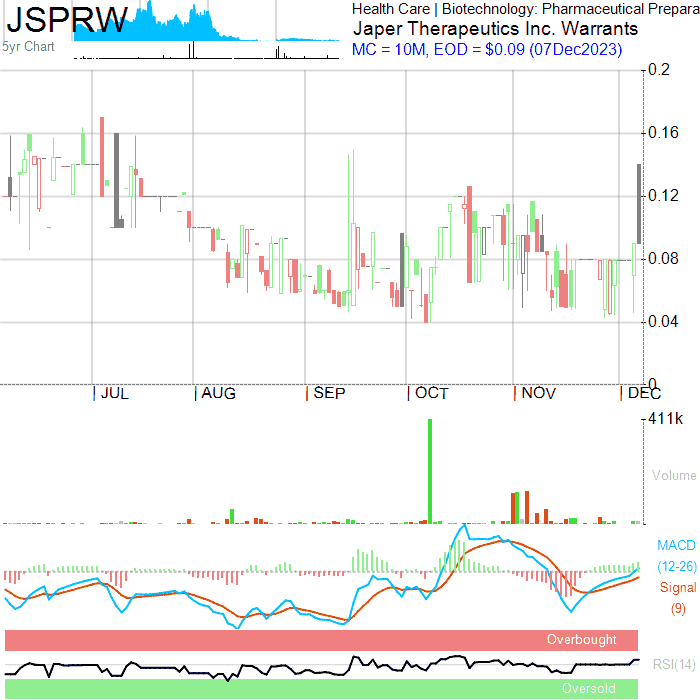 JSPRW
5yr Chart
Health Care | Biotechnology: Pharmaceutical Prepara
Japer Therapeutics Inc. Warrants
MC = 10M, EOD = $0.09 (07Dec2023)
0.2
0.16
0.12
0.08
0.04
0
JUL AUG SEP OCT NOV DEC
411k
Volume
MACD
(12-26)
Signal
(9)
Overbought
RSI(14)
Oversold